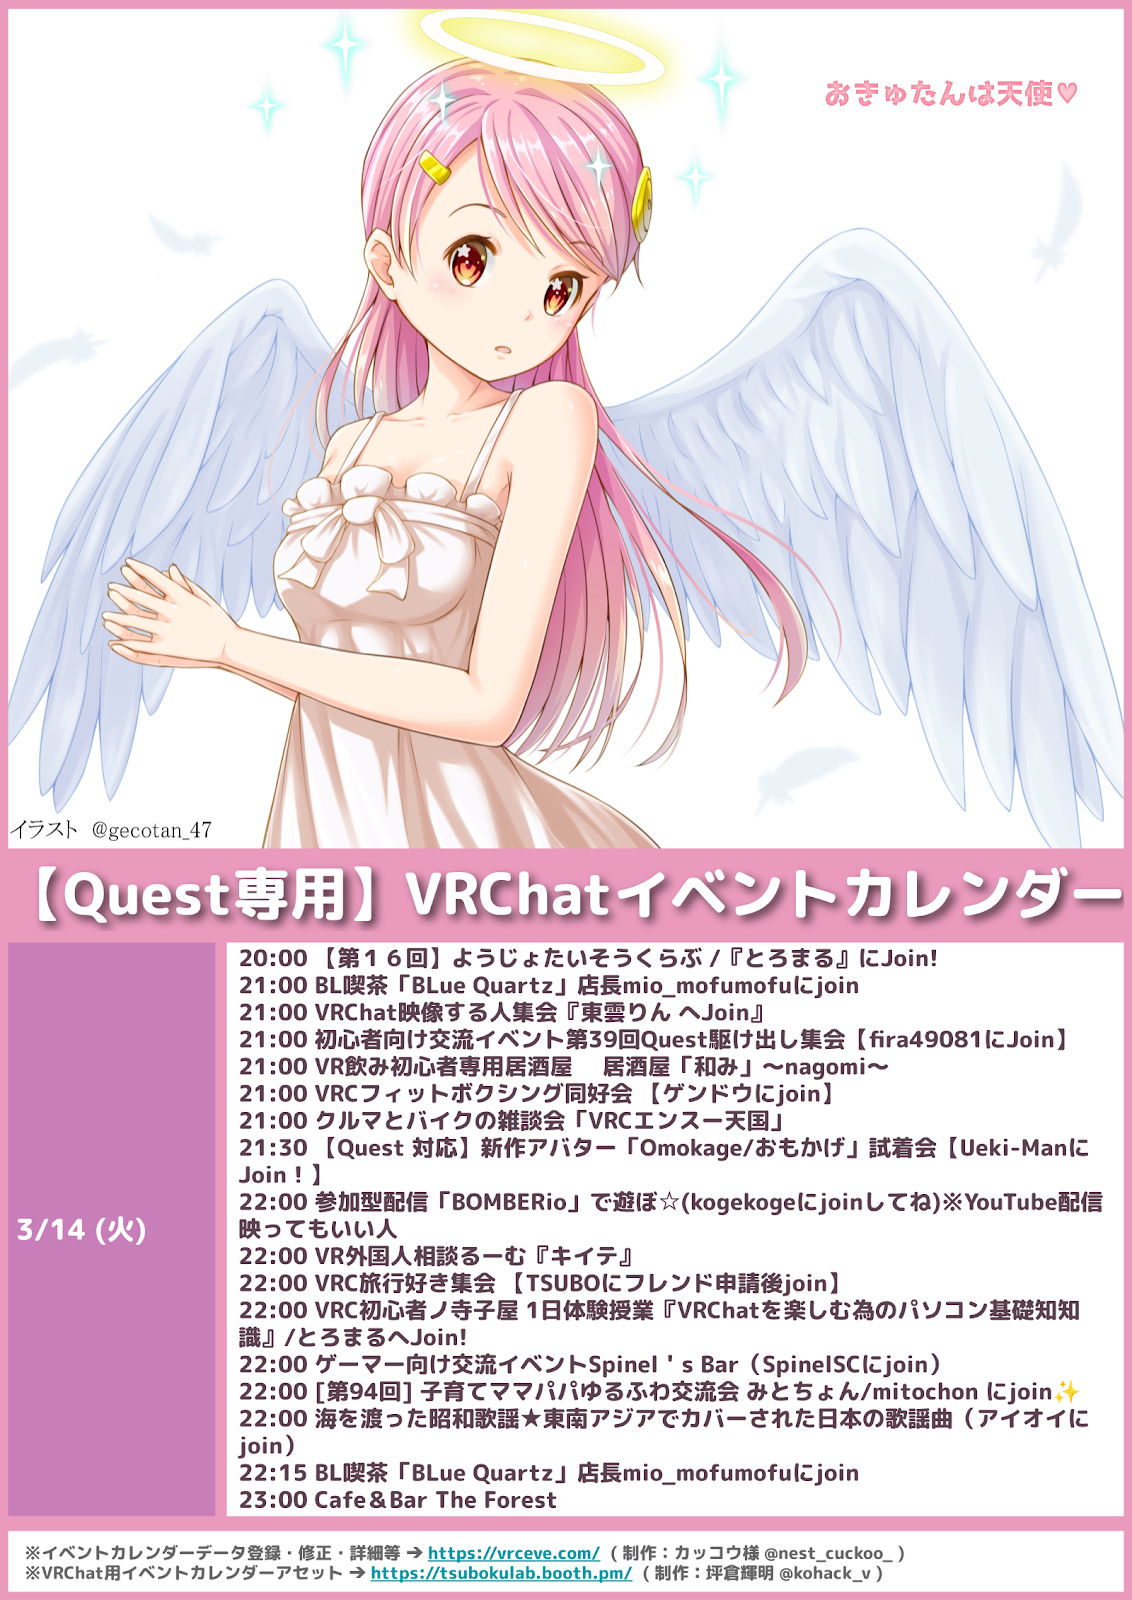 おきゅたんは天使♥
イラスト @gecotan_47
【Quest専用】VRChatイベントカレンダー
3/14 (火)
20:00 【第１６回】ようじょたいそうくらぶ /『とろまる』にJoin!
21:00 BL喫茶「BLue Quartz」店長mio_mofumofuにjoin
21:00 VRChat映像する人集会『東雲りん へJoin』
21:00 初心者向け交流イベント第39回Quest駆け出し集会【fira49081にJoin】
21:00 VR飲み初心者専用居酒屋　居酒屋「和み」〜nagomi〜
21:00 VRCフィットボクシング同好会 【ゲンドウにjoin】
21:00 クルマとバイクの雑談会「VRCエンスー天国」
21:30 【Quest 対応】新作アバター「Omokage/おもかげ」試着会【Ueki-Manに
Join！】
22:00 参加型配信「BOMBERio」で遊ぼ☆(kogekogeにjoinしてね)※YouTube配信
映ってもいい人
22:00 VR外国人相談るーむ『キイテ』
22:00 VRC旅行好き集会 【TSUBOにフレンド申請後join】
22:00 VRC初心者ノ寺子屋 1日体験授業『VRChatを楽しむ為のパソコン基礎知知
識』/とろまるへJoin!
22:00 ゲーマー向け交流イベントSpinel＇s Bar（SpinelSCにjoin）
22:00 [第94回] 子育てママパパゆるふわ交流会 みとちょん/mitochon にjoin✨
22:00 海を渡った昭和歌謡★東南アジアでカバーされた日本の歌謡曲（アイオイに
join）
22:15 BL喫茶「BLue Quartz」店長mio_mofumofuにjoin
23:00 Cafe＆Bar The Forest
※イベントカレンダーデータ登録・修正・詳細等 ➔ https://vrceve.com/ （制作：カッコウ様 @nest_cuckoo_ ）
※VRChat用イベントカレンダーアセット ➔ https://tsubokulab.booth.pm/ （制作：坪倉輝明 @kohack_v ）